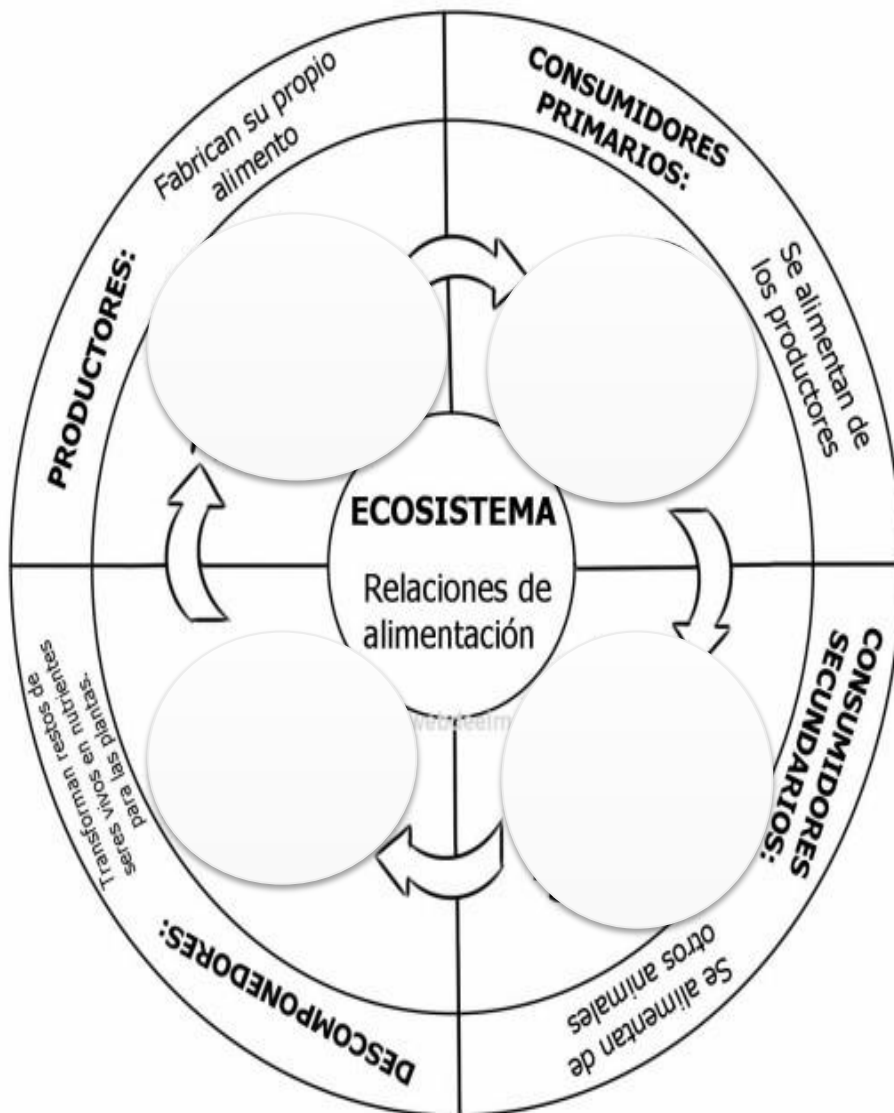 PRODUCTORES:
Fabrican su propio
alimento
CONSUMIDORES
PRIMARIOS:
Se alimentan de
los productores
ECOSISTEMA
Relaciones de
alimentación
CONSUMIDORES
SECUNDARIOS:
Se alimentan de
otros animales
DESCOMPONEDORES:
Transforman restos de
seres vivos en nutrientes
para las plantas.